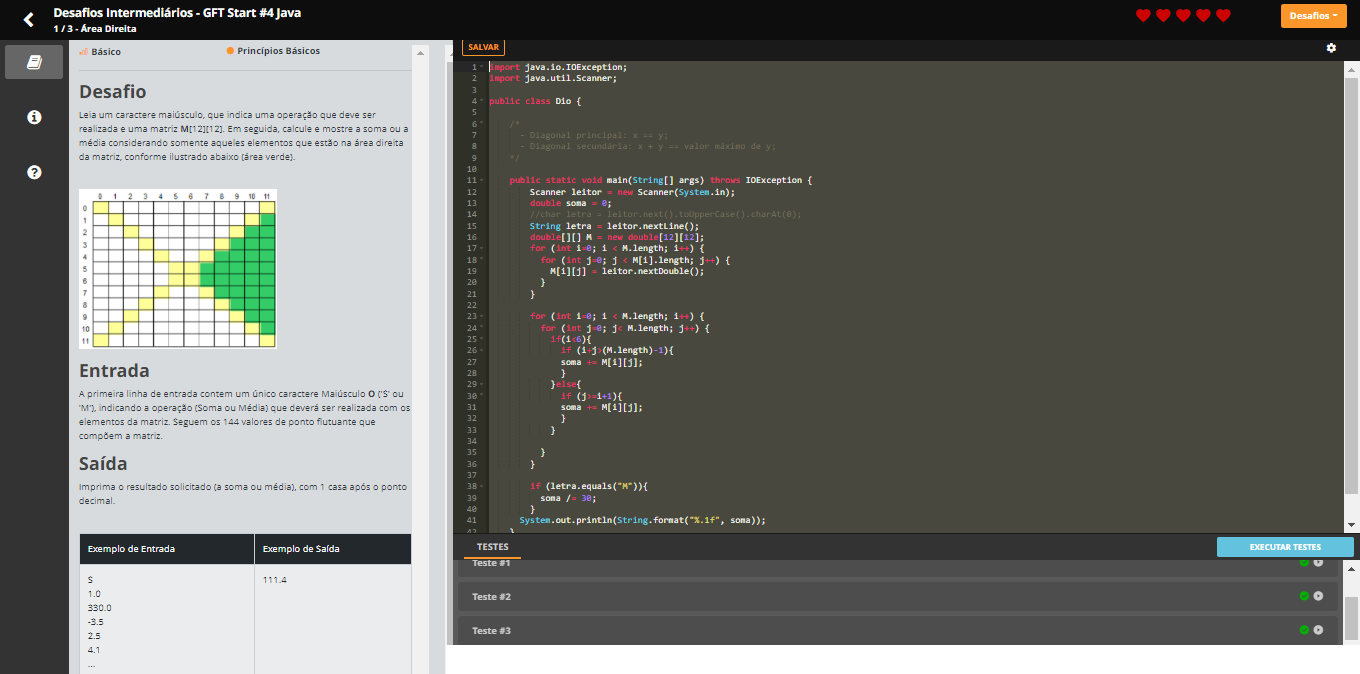 Desafios Intermediários - GFT Start #4 Java
1 / 3 - Área Direita
Desafios
Básico
Princípios Básicos
Desafio
Leia um caractere maiúsculo, que indica uma operação que deve ser
realizada e uma matriz M[12][12]. Em seguida, calcule e mostre a soma ou a
média considerando somente aqueles elementos que estão na área direita
da matriz, conforme ilustrado abaixo (área verde).
0 1 2 3 4 5 6 7 8 9 10 11
0
1
2
3
4
5
6
7
8
9
10
11
Entrada
A primeira linha de entrada contem um único caractere Maiúsculo O ('S' ou
'M'), indicando a operação (Soma ou Média) que deverá ser realizada com os
elementos da matriz. Seguem os 144 valores de ponto flutuante que
compõem a matriz.
Saída
Imprima o resultado solicitado (a soma ou média), com 1 casa após o ponto
decimal.
Exemplo de Entrada
Exemplo de Saída
S
111.4
1.0
330.0
-3.5
2.5
4.1
...
SALVAR
1 import java.io.IOException;
2 import java.util.Scanner;
3
4 public class Dio {
5
6 /*
7 - Diagonal principal: x == y;
8 - Diagonal secundária: x + y <= valor máximo de y;
9 */
10
11 public static void main(String[] args) throws IOException {
12 Scanner leitor = new Scanner(System.in);
13 double soma = 0;
14 //char letra = leitor.next().toUpperCase().charAt(0);
15 String letra = leitor.nextLine();
16 double[][] M = new double[12][12];
17 for (int i=0; i < M.length; i++) {
18 for (int j=0; j < M[i].length; j++) {
19 M[i][j] = leitor.nextDouble();
20 }
21 }
22
23 for (int i=0; i < M.length; i++) {
24 for (int j=0; j< M.length; j++) {
25 if(i<6){
26 if (i+j>(M.length)-1){
27 soma += M[i][j];
28 }
29 }else{
30 if (j>=i+1){
31 soma += M[i][j];
32 }
33 }
34
35 }
36 }
37
38 if (letra.equals("M")){
39 soma /= 30;
40 }
41 System.out.println(String.format("%.1f", soma));
42 }
TESTES
EXECUTAR TESTES
Teste #1
Teste #2
Teste #3